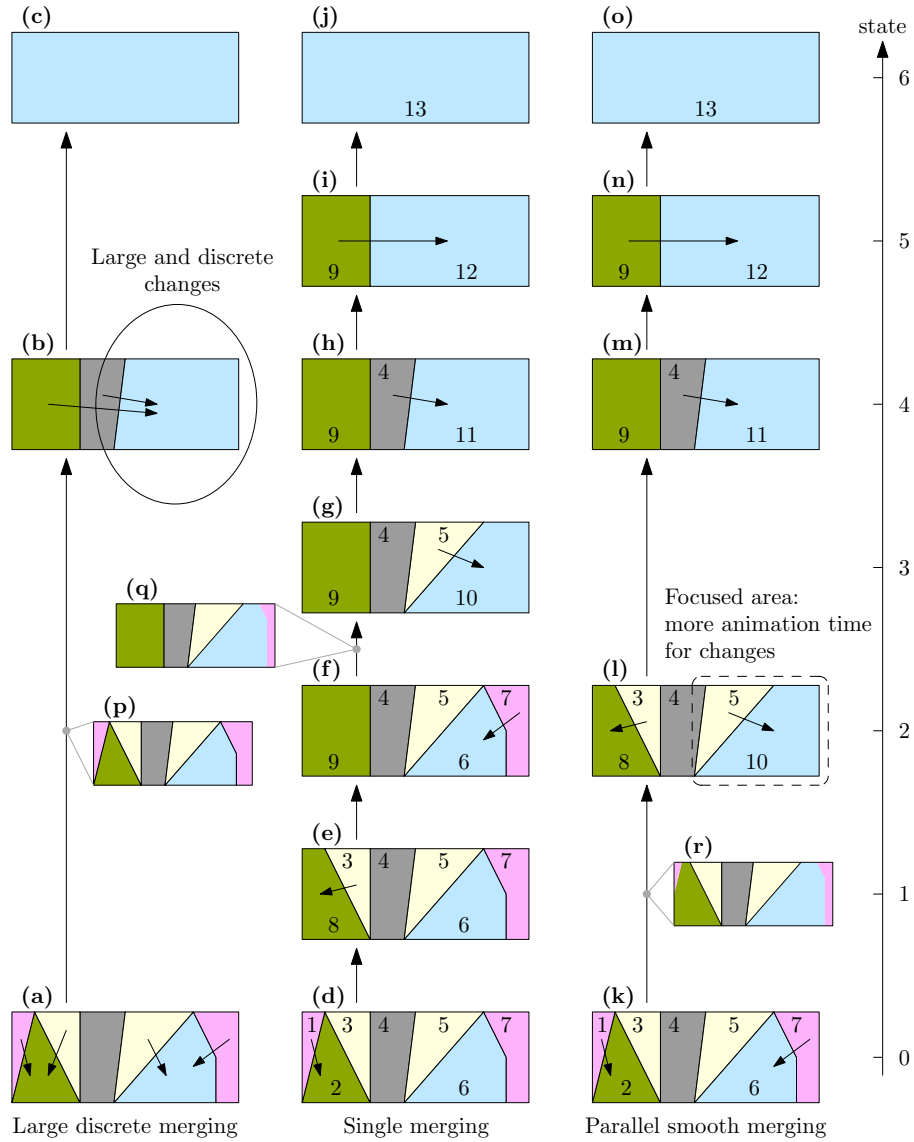 (c)
(j)
(o)
state
13
13
6
(i)
(n)
9
12
9
12
5
Large and discrete
changes
(b)
(h)
(m)
4
9
11
4
9
11
4
(g)
4
5
9
10
3
(q)
Focused area:
more animation time
for changes
(f)
(l)
5
7
4
9
6
3
4
5
8
10
2
(p)
(e)
3
4
5
7
8
6
(r)
1
(a)
(d)
(k)
1
3
4
5
7
2
6
1
3
4
5
7
2
6
0
Large discrete merging
Single merging
Parallel smooth merging